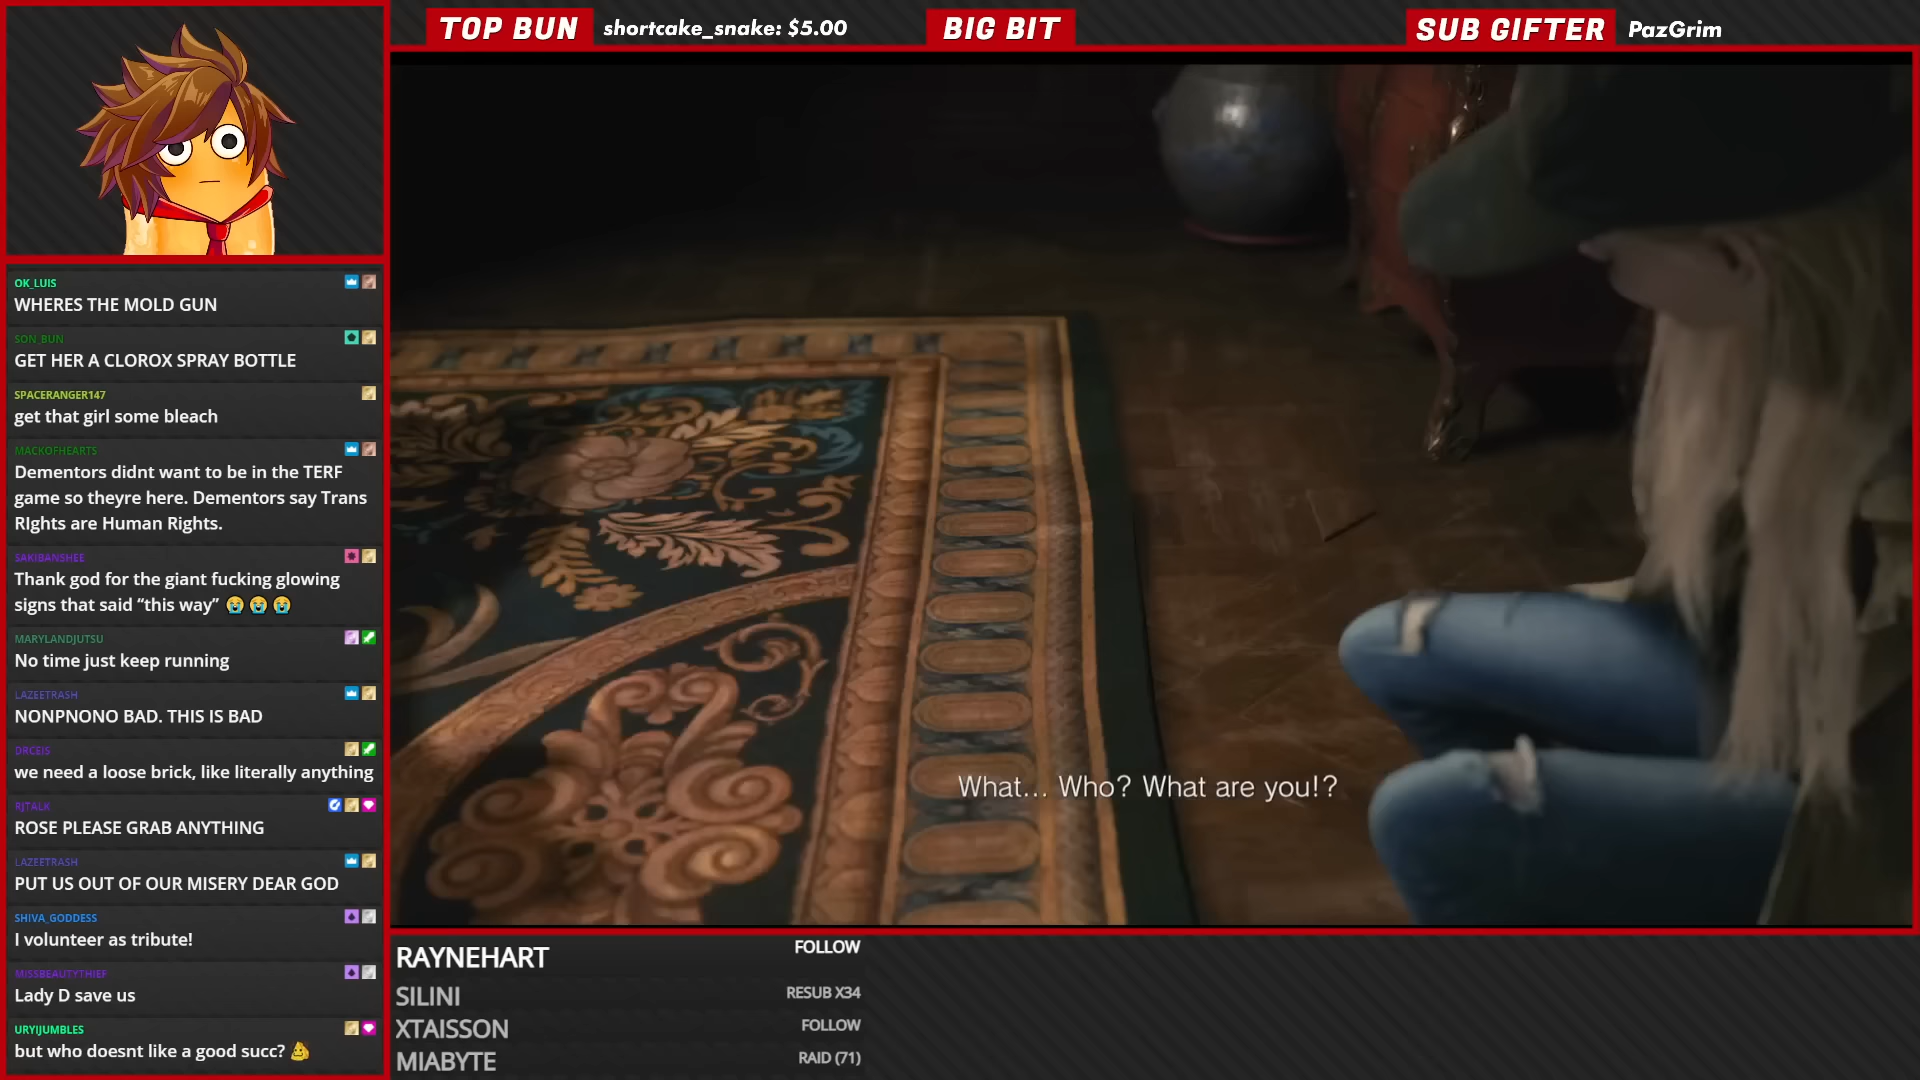 TOP BUN shortcake_snake: $5.00 BIG BIT SUB GIFTER PazGrim
OK_LUIS
WHERES THE MOLD GUN
SON_BUN
GET HER A CLOROX SPRAY BOTTLE
SPACERANGER147
get that girl some bleach
MACKOFHEARTS
Dementors didnt want to be in the TERF
game so theyre here. Dementors say Trans
RIghts are Human Rights.
SAKIBANSHEE
Thank god for the giant fucking glowing
signs that said “this way” 😭 😭 😭
MARYLANDJUTSU
No time just keep running
LAZEETRASH
NONPNONO BAD. THIS IS BAD
DRCEIS
we need a loose brick, like literally anything
RJTALK
ROSE PLEASE GRAB ANYTHING
LAZEETRASH
PUT US OUT OF OUR MISERY DEAR GOD
SHIVA_GODDESS
I volunteer as tribute!
MISSBEAUTYTHIEF
Lady D save us
URYIJUMBLES
but who doesnt like a good succ?
What... Who? What are you!?
RAYNEHART FOLLOW
SILINI RESUB X34
XTAISSON FOLLOW
MIABYTE RAID (71)